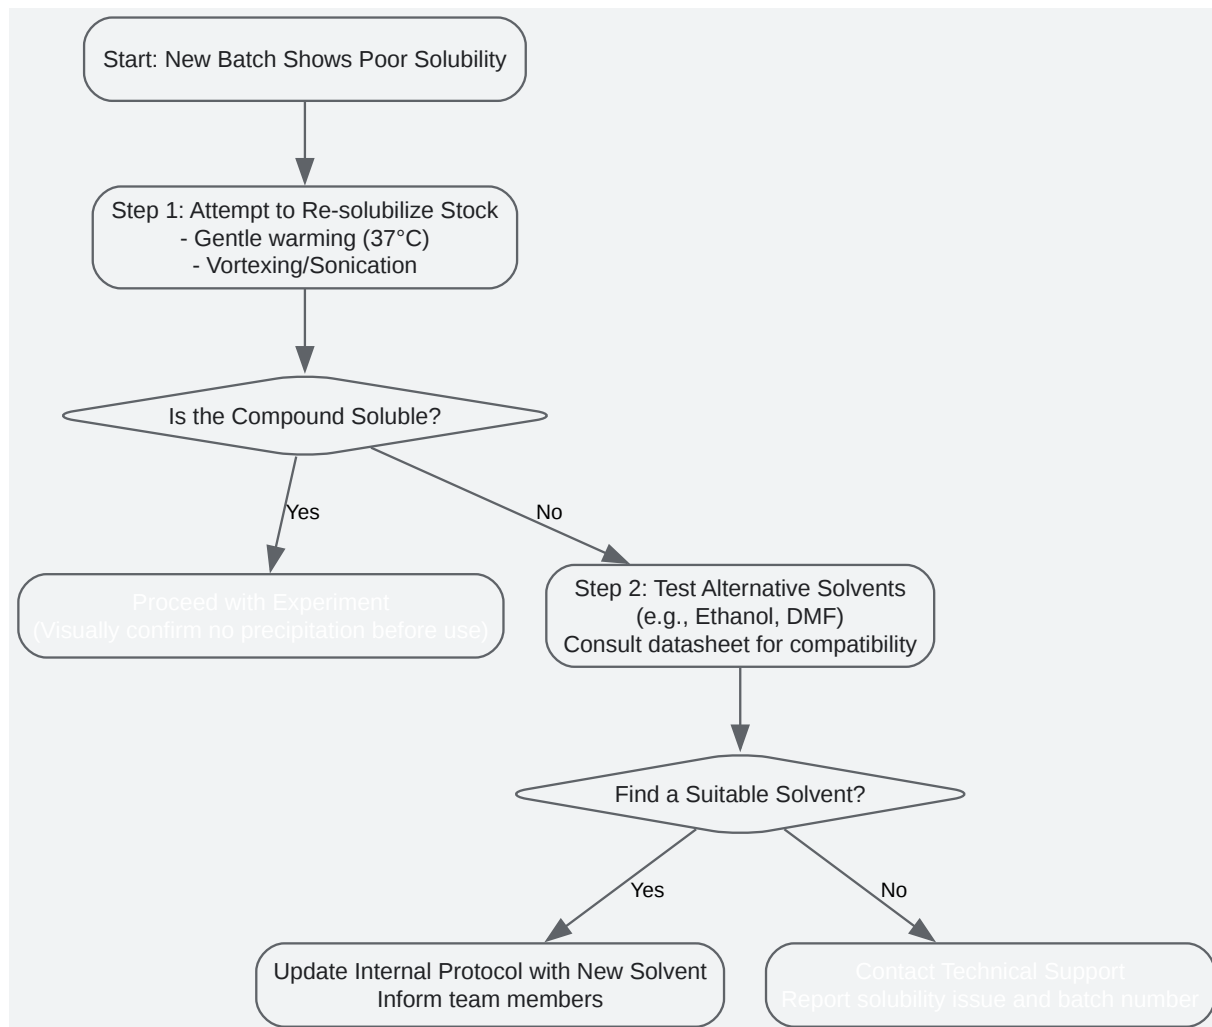 Start: New Batch Shows Poor Solubility
Step 1: Attempt to Re-solubilize Stock
- Gentle warming (37°C)
- Vortexing/Sonication
Is the Compound Soluble?
Yes
No
Proceed with Experiment
(Visually confirm no precipitation before use)
Step 2: Test Alternative Solvents
(e.g., Ethanol, DMF)
Consult datasheet for compatibility
Find a Suitable Solvent?
Yes
No
Update Internal Protocol with New Solvent
Inform team members
Contact Technical Support
Report solubility issue and batch number